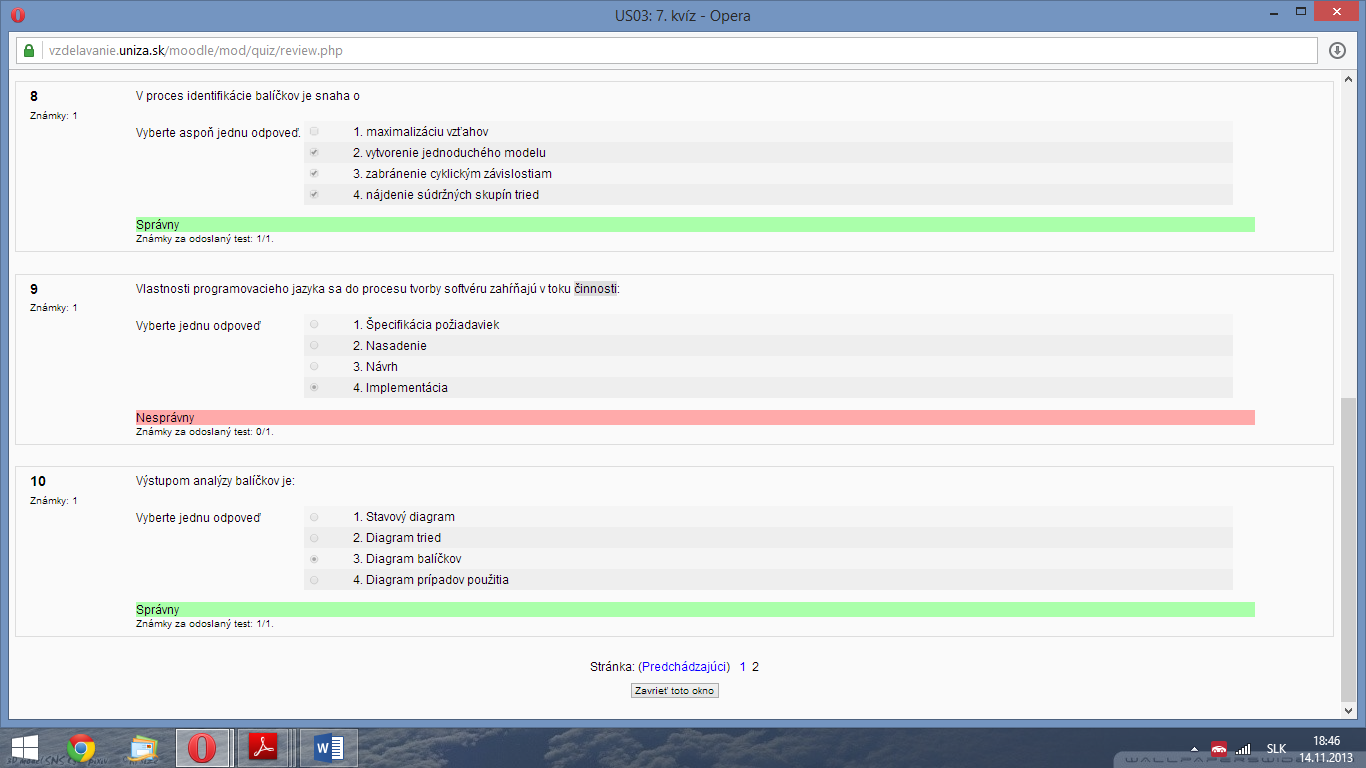 US03: 7. kvíz - Opera
vzdelavanie.uniza.sk/moodle/mod/quiz/review.php
8
Známky: 1
V proces identifikácie balíčkov je snaha o
Vyberte aspoň jednu odpoveď.
1. maximalizáciu vzťahov
2. vytvorenie jednoduchého modelu
3. zabránenie cyklickým závislostiam
4. nájdenie súdržných skupín tried
Správny
Známky za odoslaný test: 1/1.
9
Známky: 1
Vlastnosti programovacieho jazyka sa do procesu tvorby softvéru zahŕňajú v toku činnosti:
Vyberte jednu odpoveď
1. Špecifikácia požiadaviek
2. Nasadenie
3. Návrh
4. Implementácia
Nesprávny
Známky za odoslaný test: 0/1.
10
Známky: 1
Výstupom analýzy balíčkov je:
Vyberte jednu odpoveď
1. Stavový diagram
2. Diagram tried
3. Diagram balíčkov
4. Diagram prípadov použitia
Správny
Známky za odoslaný test: 1/1.
Stránka: (Predchádzajúci) 1 2
Zavrieť toto okno
SLK
18:46
14.11.2013